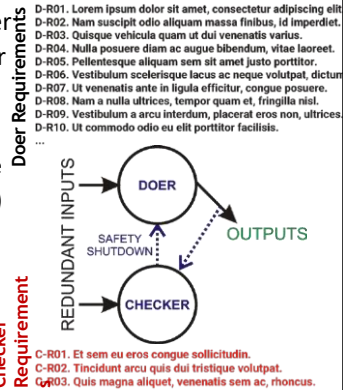 er
r
Doer Requirements
D-R01. Lorem ipsum dolor sit amet, consectetur adipiscing elit
D-R02. Nam suscipit odio aliquam massa finibus, id imperdiet.
D-R03. Quisque vehicula quam ut dui venenatis varius.
D-R04. Nulla posuere diam ac augue bibendum, vitae laoreet.
D-R05. Pellentesque aliquam sem sit amet justo porttitor.
D-R06. Vestibulum scelerisque lacus ac neque volutpat, dictum
D-R07. Ut venenatis ante in ligula efficitur, congue posuere.
D-R08. Nam a nulla ultrices, tempor quam et, fringilla nisl.
D-R09. Vestibulum a arcu interdum, placerat eros non, ultrices.
D-R10. Ut commodo odio eu elit porttitor facilisis.
...
REDUNDANT INPUTS
DOER
SAFETY
SHUTDOWN
OUTPUTS
CHECKER
Checker
Requirement
s
C-R01. Et sem eu eros congue sollicitudin.
C-R02. Tincidunt arcu quis dui tristique volutpat.
C-R03. Quis magna aliquet, venenatis sem ac, rhoncus.